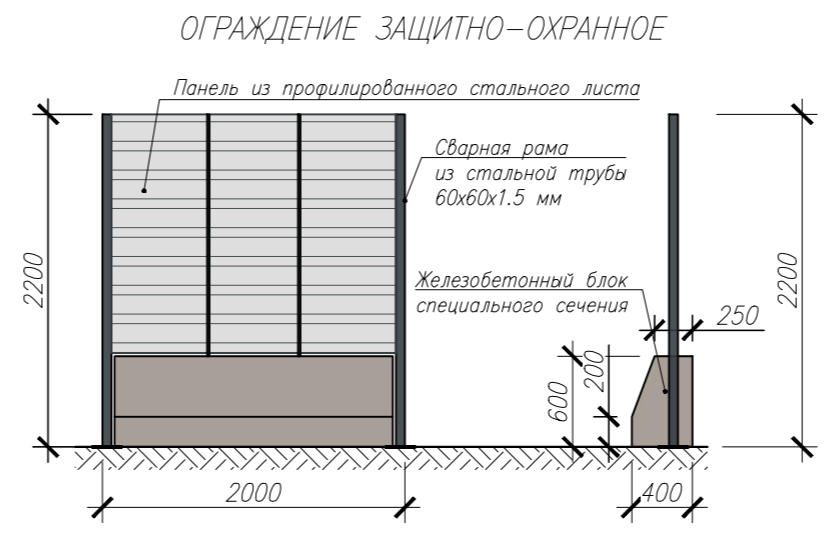 ОГРАЖДЕНИЕ ЗАЩИТНО-ОХРАННОЕ
Панель из профилированного стального листа
Сварная рама
из стальной трубы
60х60х1.5 мм
Железобетонный блок
специального сечения
2200
2200
250
600
200
2000
400